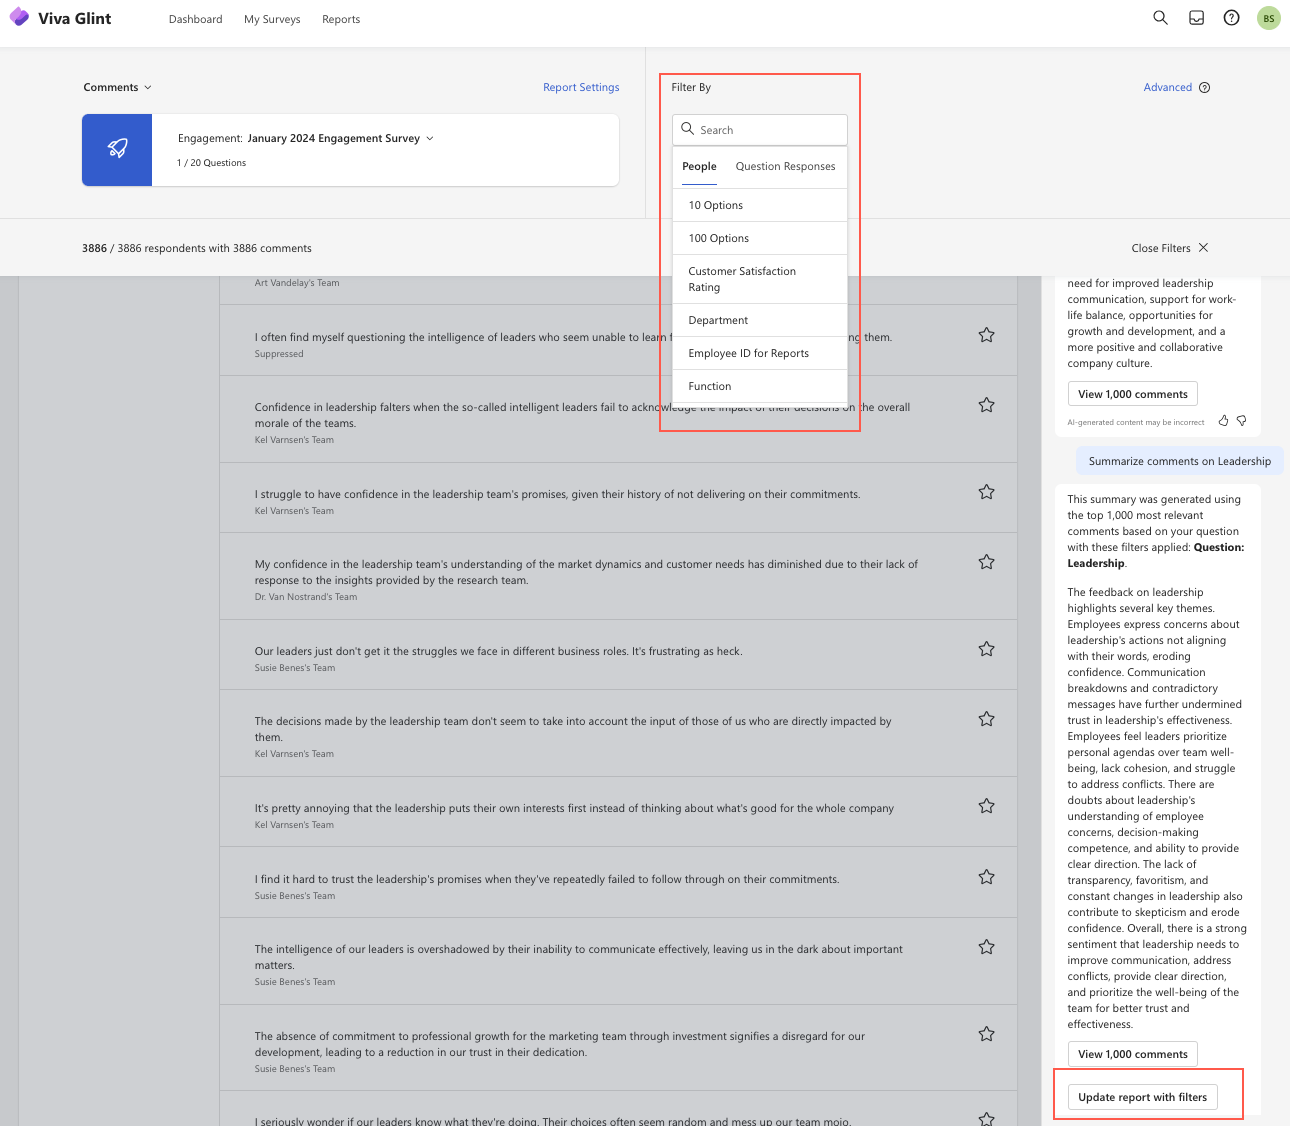 Viva Glint
Dashboard
My Surveys
Reports
BS
Comments
Report Settings
Engagement: January 2024 Engagement Survey
1 / 20 Questions
Filter By
Advanced
Search
People
Question Responses
10 Options
100 Options
Customer Satisfaction
Rating
Department
Employee ID for Reports
Function
3886 / 3886 respondents with 3886 comments
Close Filters
Art Vandelay's Team
I often find myself questioning the intelligence of leaders who seem unable to learn f
ng them.
Suppressed
Confidence in leadership falters when the so-called intelligent leaders fail to acknowledge the impact of their decisions on the overall
morale of the teams.
Kel Varnsen's Team
I struggle to have confidence in the leadership team's promises, given their history of not delivering on their commitments.
Kel Varnsen's Team
My confidence in the leadership team's understanding of the market dynamics and customer needs has diminished due to their lack of
response to the insights provided by the research team.
Dr. Van Nostrand's Team
Our leaders just don't get it the struggles we face in different business roles. It's frustrating as heck.
Susie Benes's Team
The decisions made by the leadership team don't seem to take into account the input of those of us who are directly impacted by
them.
Kel Varnsen's Team
It's pretty annoying that the leadership puts their own interests first instead of thinking about what's good for the whole company
Kel Varnsen's Team
I find it hard to trust the leadership's promises when they've repeatedly failed to follow through on their commitments.
Susie Benes's Team
The intelligence of our leaders is overshadowed by their inability to communicate effectively, leaving us in the dark about important
matters.
Susie Benes's Team
The absence of commitment to professional growth for the marketing team through investment signifies a disregard for our
development, leading to a reduction in our trust in their dedication.
Susie Benes's Team
I seriously wonder if our leaders know what they're doing. Their choices often seem random and mess up our team mojo.
need for improved leadership
communication, support for work-
life balance, opportunities for
growth and development, and a
more positive and collaborative
company culture.
View 1,000 comments
AI-generated content may be incorrect
Summarize comments on Leadership
This summary was generated using
the top 1,000 most relevant
comments based on your question
with these filters applied: Question:
Leadership.
The feedback on leadership
highlights several key themes.
Employees express concerns about
leadership's actions not aligning
with their words, eroding
confidence. Communication
breakdowns and contradictory
messages have further undermined
trust in leadership's effectiveness.
Employees feel leaders prioritize
personal agendas over team well-
being, lack cohesion, and struggle
to address conflicts. There are
doubts about leadership's
understanding of employee
concerns, decision-making
competence, and ability to provide
clear direction. The lack of
transparency, favoritism, and
constant changes in leadership also
contribute to skepticism and erode
confidence. Overall, there is a strong
sentiment that leadership needs to
improve communication, address
conflicts, provide clear direction,
and prioritize the well-being of the
team for better trust and
effectiveness.
View 1,000 comments
Update report with filters